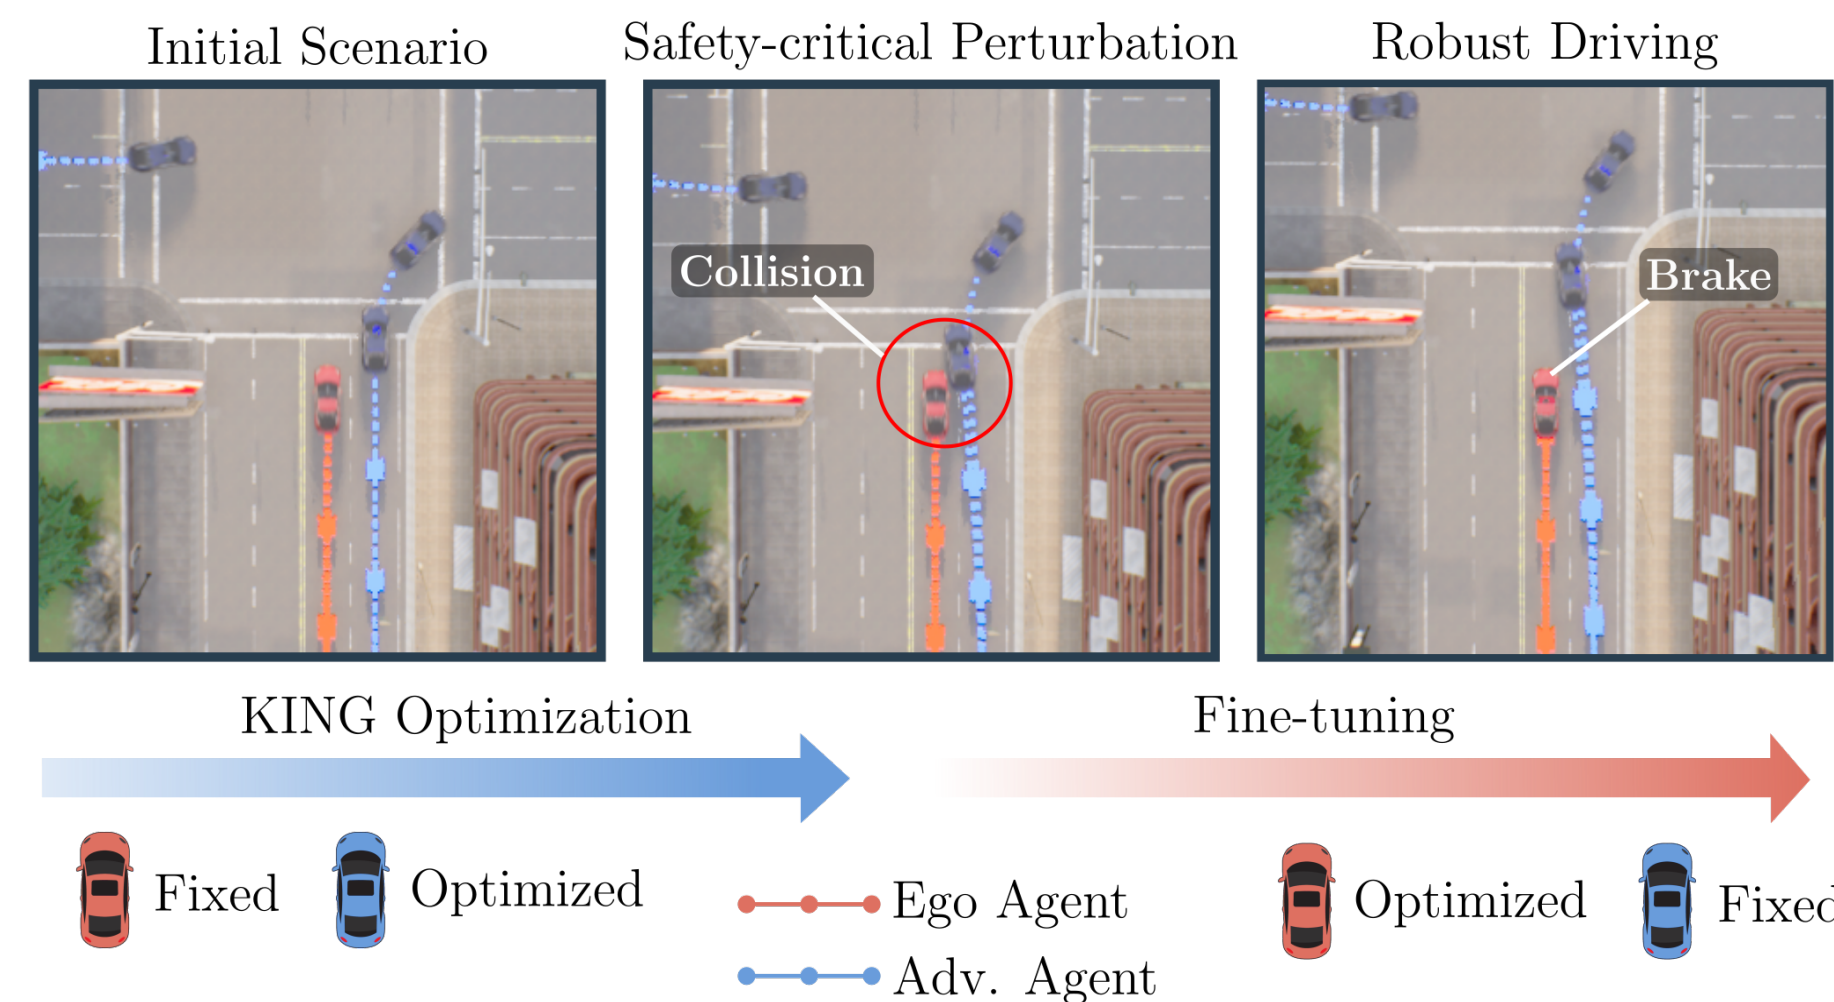 Initial Scenario
Safety-critical Perturbation
Robust Driving
Collision
Brake
KING Optimization
Fine-tuning
Fixed
Optimized
Ego Agent
Adv. Agent
Optimized
Fixed